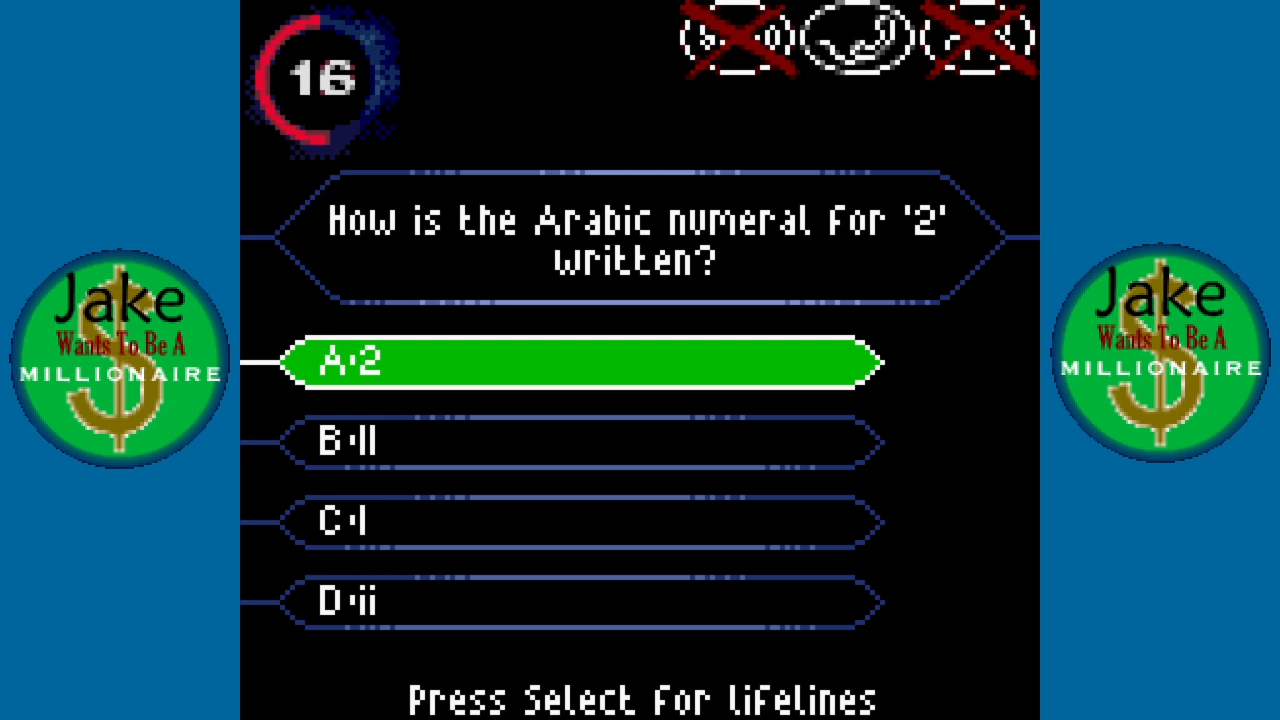 16
How is the Arabic numeral for '2'
written?
A·2
B·II
C·I
D·ii
Press Select for lifelines
Jake
Wants To Be A
MILLIONAIRE
Jake
Wants To Be A
MILLIONAIRE